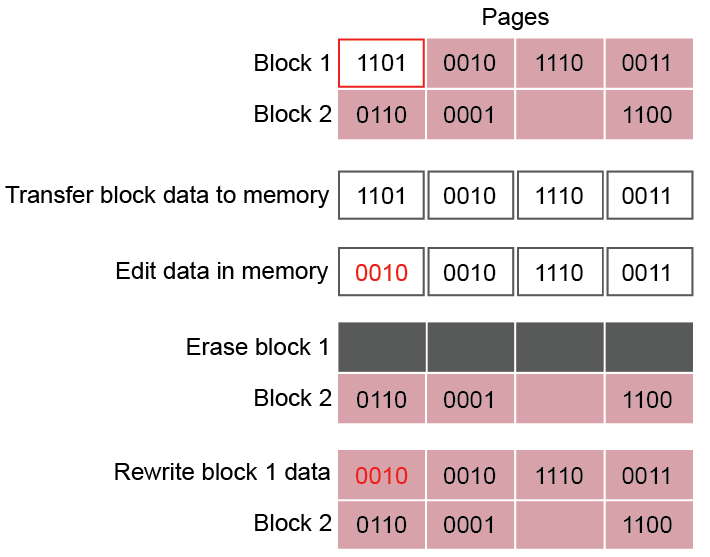 Pages
Block 1 1101 0010 1110 0011
Block 2 0110 0001 1100
Transfer block data to memory 1101 0010 1110 0011
Edit data in memory 0010 0010 1110 0011
Erase block 1
Block 2 0110 0001 1100
Rewrite block 1 data 0010 0010 1110 0011
Block 2 0110 0001 1100